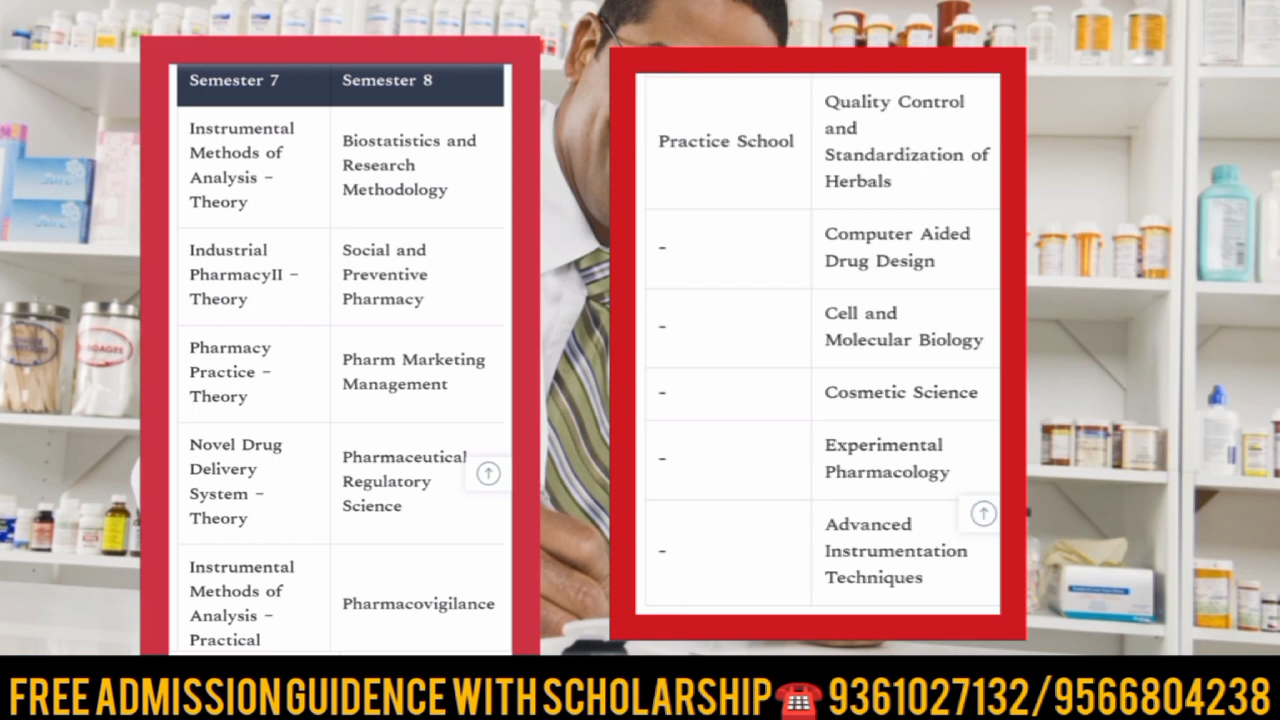 Semester 7
Semester 8
Instrumental
Methods of
Analysis –
Theory
Biostatistics and
Research
Methodology
Industrial
PharmacyII –
Theory
Social and
Preventive
Pharmacy
Pharmacy
Practice –
Theory
Pharm Marketing
Management
Novel Drug
Delivery
System –
Theory
Pharmaceutical
Regulatory
Science
Instrumental
Methods of
Analysis –
Practical
Pharmacovigilance
Practice School
Quality Control
and
Standardization of
Herbals
-
Computer Aided
Drug Design
-
Cell and
Molecular Biology
-
Cosmetic Science
-
Experimental
Pharmacology
-
Advanced
Instrumentation
Techniques
FREE ADMISSION GUIDENCE WITH SCHOLARSHIP☎ 9361027132/9566804238